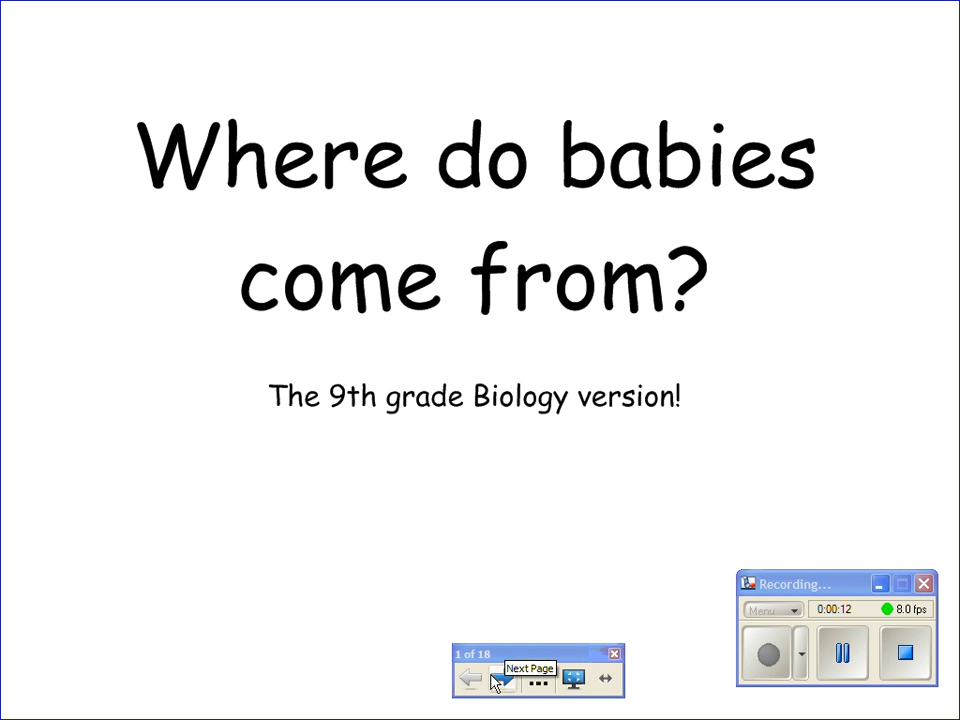 Where do babies
come from?
The 9th grade Biology version!
Recording...
Menu
0:00:12
8.0 fps
1 of 18
Next Page